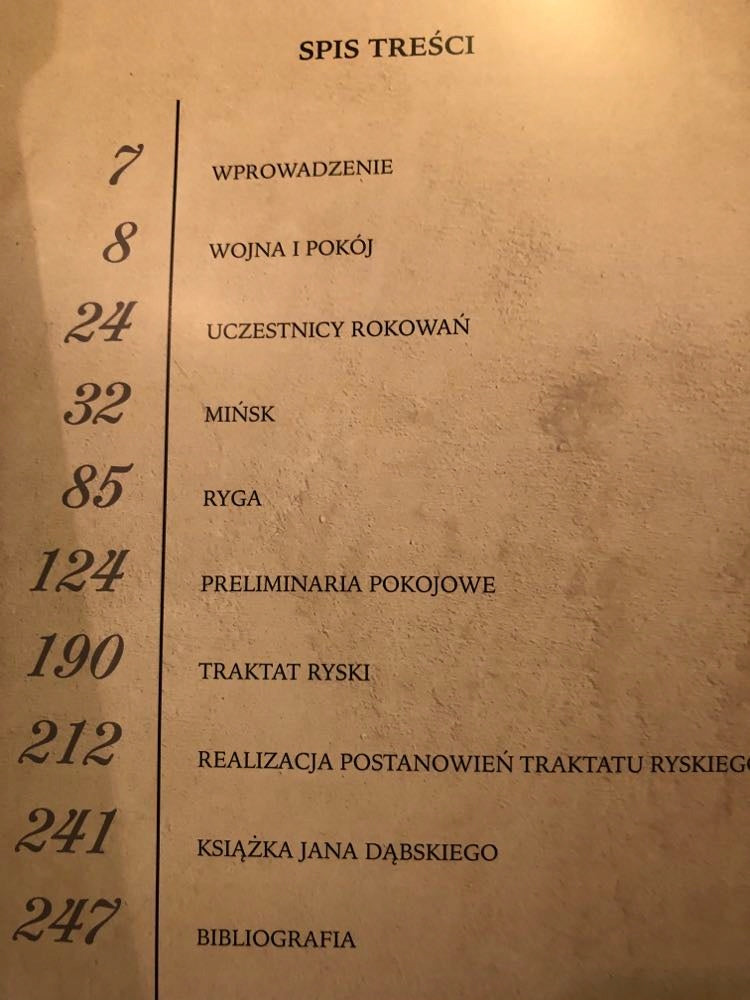 SPIS TREŚCI
7 WPROWADZENIE
8 WOJNA I POKÓJ
24 UCZESTNICY ROKOWAŃ
32 MIŃSK
85 RYGA
124 PRELIMINARIA POKOJOWE
190 TRAKTAT RYSKI
212 REALIZACJA POSTANOWIEŃ TRAKTATU RYSKIEGO
241 KSIĄŻKA JANA DĄBSKIEGO
247 BIBLIOGRAFIA